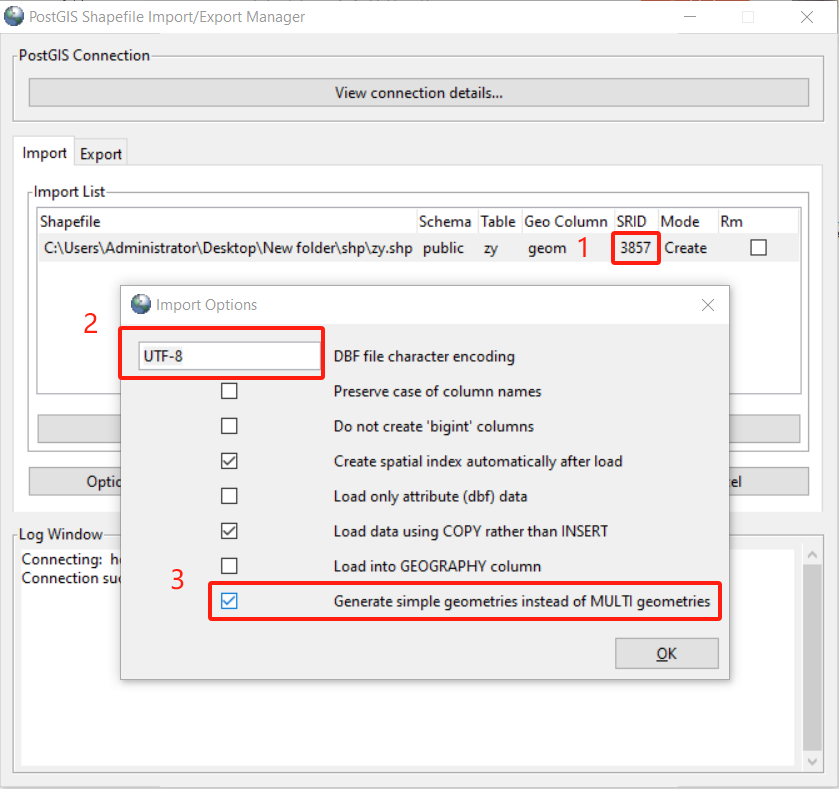 PostGIS Shapefile Import/Export Manager
PostGIS Connection
View connection details...
Import Export
Import List
Shapefile Schema Table Geo Column SRID Mode Rm
C:\Users\Administrator\Desktop\New folder\shp\zy.shp public zy geom 1 3857 Create
Import Options
2
UTF-8 DBF file character encoding
Preserve case of column names
Do not create 'bigint' columns
Create spatial index automatically after load
Load only attribute (dbf) data
Load data using COPY rather than INSERT
Load into GEOGRAPHY column
3
Generate simple geometries instead of MULTI geometries
OK
Log Window
Connecting:
Connection